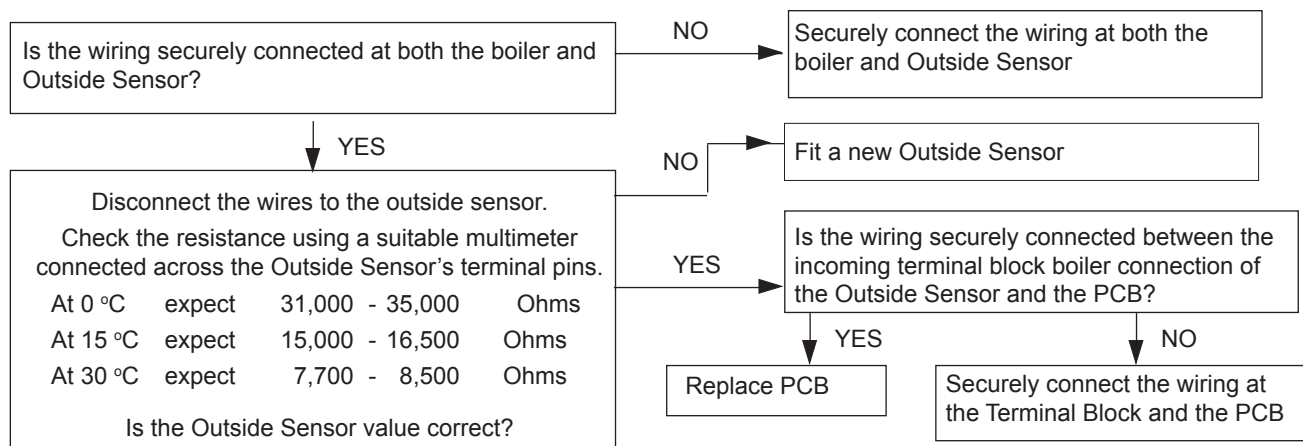 Is the wiring securely connected at both the boiler and
Outside Sensor?
NO
Securely connect the wiring at both the
boiler and Outside Sensor
YES
NO
Fit a new Outside Sensor
Disconnect the wires to the outside sensor.
Check the resistance using a suitable multimeter
connected across the Outside Sensor’s terminal pins.
At 0 ºC expect 31,000 - 35,000 Ohms
At 15 ºC expect 15,000 - 16,500 Ohms
At 30 ºC expect 7,700 - 8,500 Ohms
Is the Outside Sensor value correct?
YES
Is the wiring securely connected between the
incoming terminal block boiler connection of
the Outside Sensor and the PCB?
YES
NO
Replace PCB
Securely connect the wiring at
the Terminal Block and the PCB